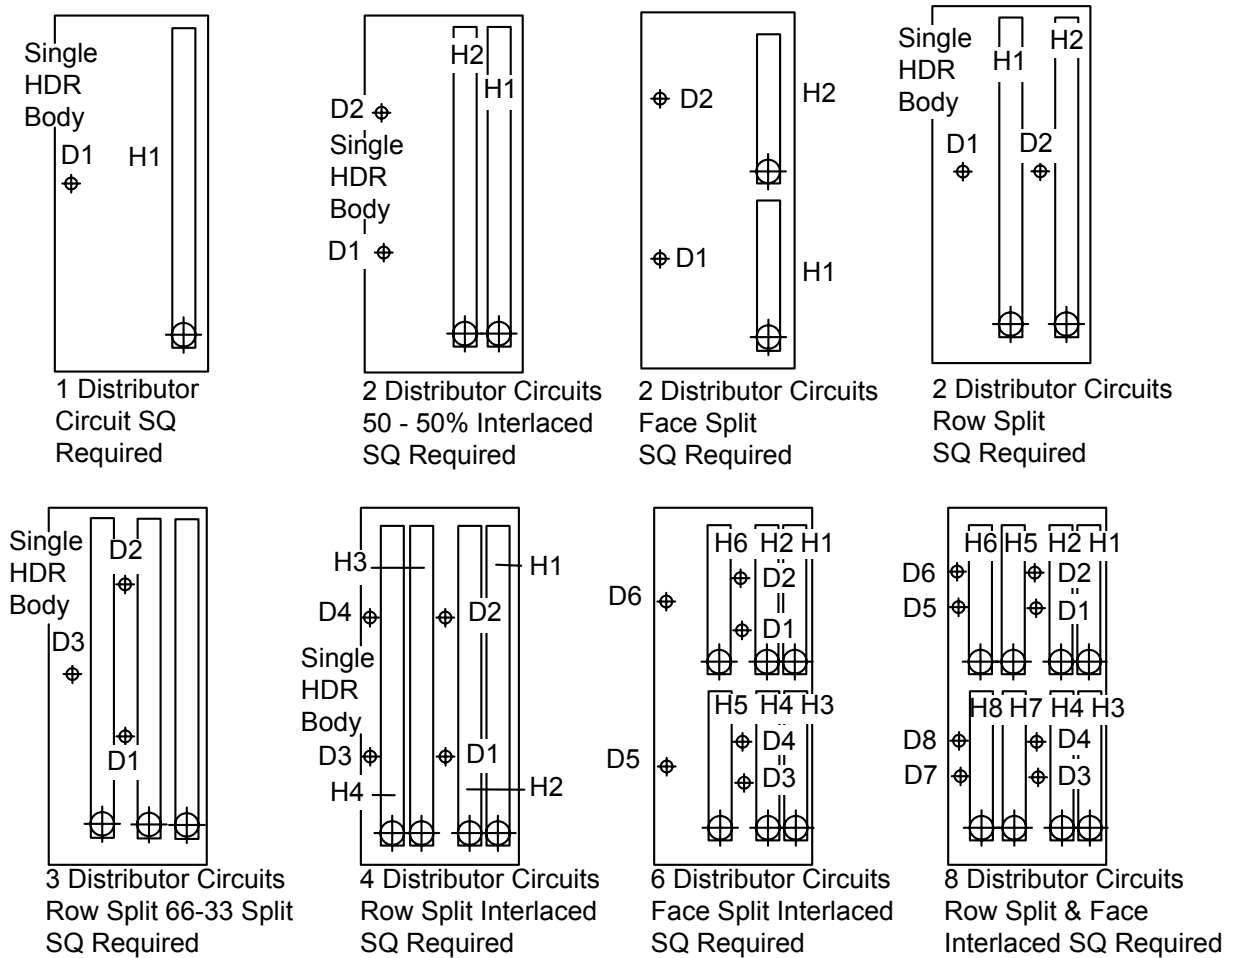 Single
HDR
Body
D1
H1
1 Distributor
Circuit SQ
Required
H2
H1
D2
Single
HDR
Body
D1
2 Distributor Circuits
50 - 50% Interlaced
SQ Required
D2
H2
D1
H1
2 Distributor Circuits
Face Split
SQ Required
Single
HDR
Body
H1
H2
D1
D2
2 Distributor Circuits
Row Split
SQ Required
Single
HDR
Body
D2
D3
D1
3 Distributor Circuits
Row Split 66-33 Split
SQ Required
H3
H1
D4
D2
Single
HDR
Body
D3
D1
H4
H2
4 Distributor Circuits
Row Split Interlaced
SQ Required
H6 H2 H1
D2
D6
D1
H5 H4 H3
D4
D5
D3
6 Distributor Circuits
Face Split Interlaced
SQ Required
H6 H5 H2 H1
D6
D2
D5
D1
H8 H7 H4 H3
D8
D4
D7
D3
8 Distributor Circuits
Row Split & Face
Interlaced SQ Required